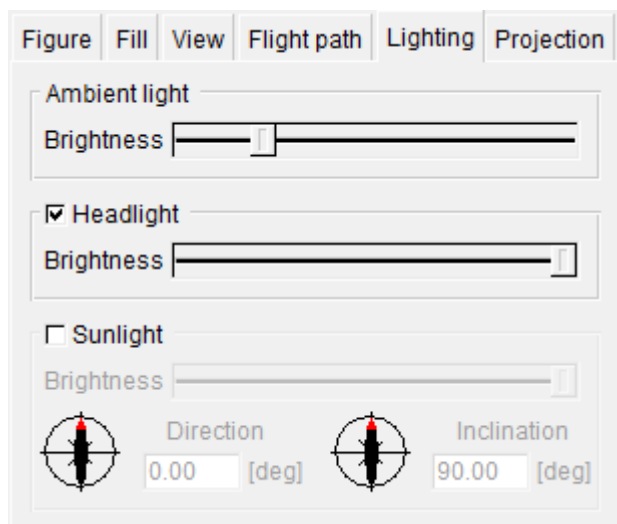 Figure Fill View Flight path Lighting Projection
Ambient light
Brightness
Headlight
Brightness
Sunlight
Brightness
Direction Inclination
0.00 [deg] 90.00 [deg]